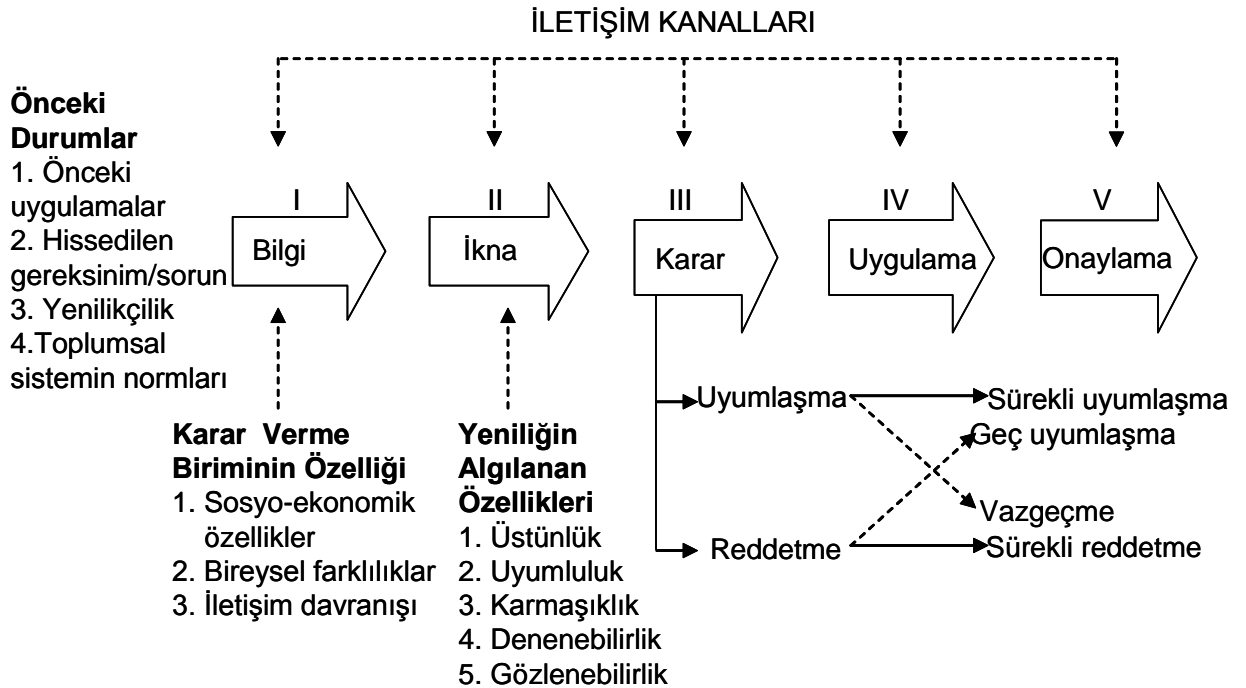 İLETİŞİM KANALLARI
Önceki
Durumlar
1. Önceki
uygulamalar
2. Hissedilen
gereksinim/sorun
3. Yenilikçilik
4.Toplumsal
sistemin normları
I
Bilgi
II
İkna
III
Karar
IV
Uygulama
V
Onaylama
Karar Verme
Biriminin Özelliği
1. Sosyo-ekonomik
özellikler
2. Bireysel farklılıklar
3. İletişim davranışı
Yeniliğin
Algılanan
Özellikleri
1. Üstünlük
2. Uyumluluk
3. Karmaşıklık
4. Denenebilirlik
5. Gözlenebilirlik
Uyumlaşma
Reddetme
Sürekli uyumlaşma
Geç uyumlaşma
Vazgeçme
Sürekli reddetme